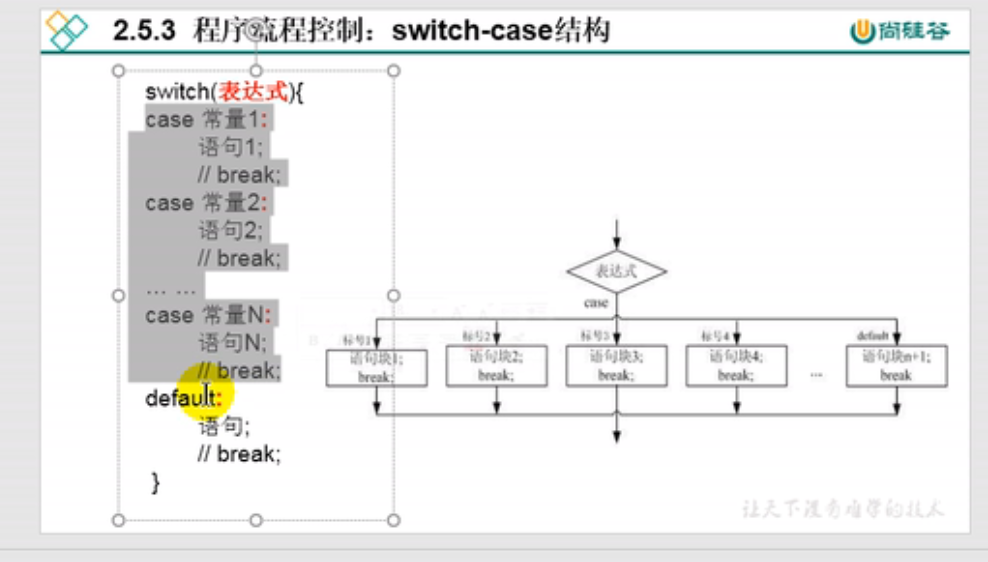 2.5.3 程序流程控制：switch-case结构
尚硅谷
switch(表达式){
case 常量1:
语句1;
// break;
case 常量2:
语句2;
// break;
... ...
case 常量N:
语句N;
// break;
default:
语句;
// break;
}
表达式
case
标号1
标号2
标号3
标号4
default
语句块1;
break;
语句块2;
break;
语句块3;
break;
语句块4;
break;
...
语句块n+1;
break
让天下没有难学的技术